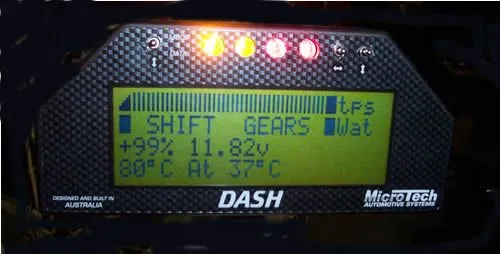 DATA
tps
SHIFT GEARS Wat
+99% 11.82v
80°C At 37°C
DESIGNED AND BUILT IN
AUSTRALIA
DASH
MicroTech
AUTOMOTIVE SYSTEMS